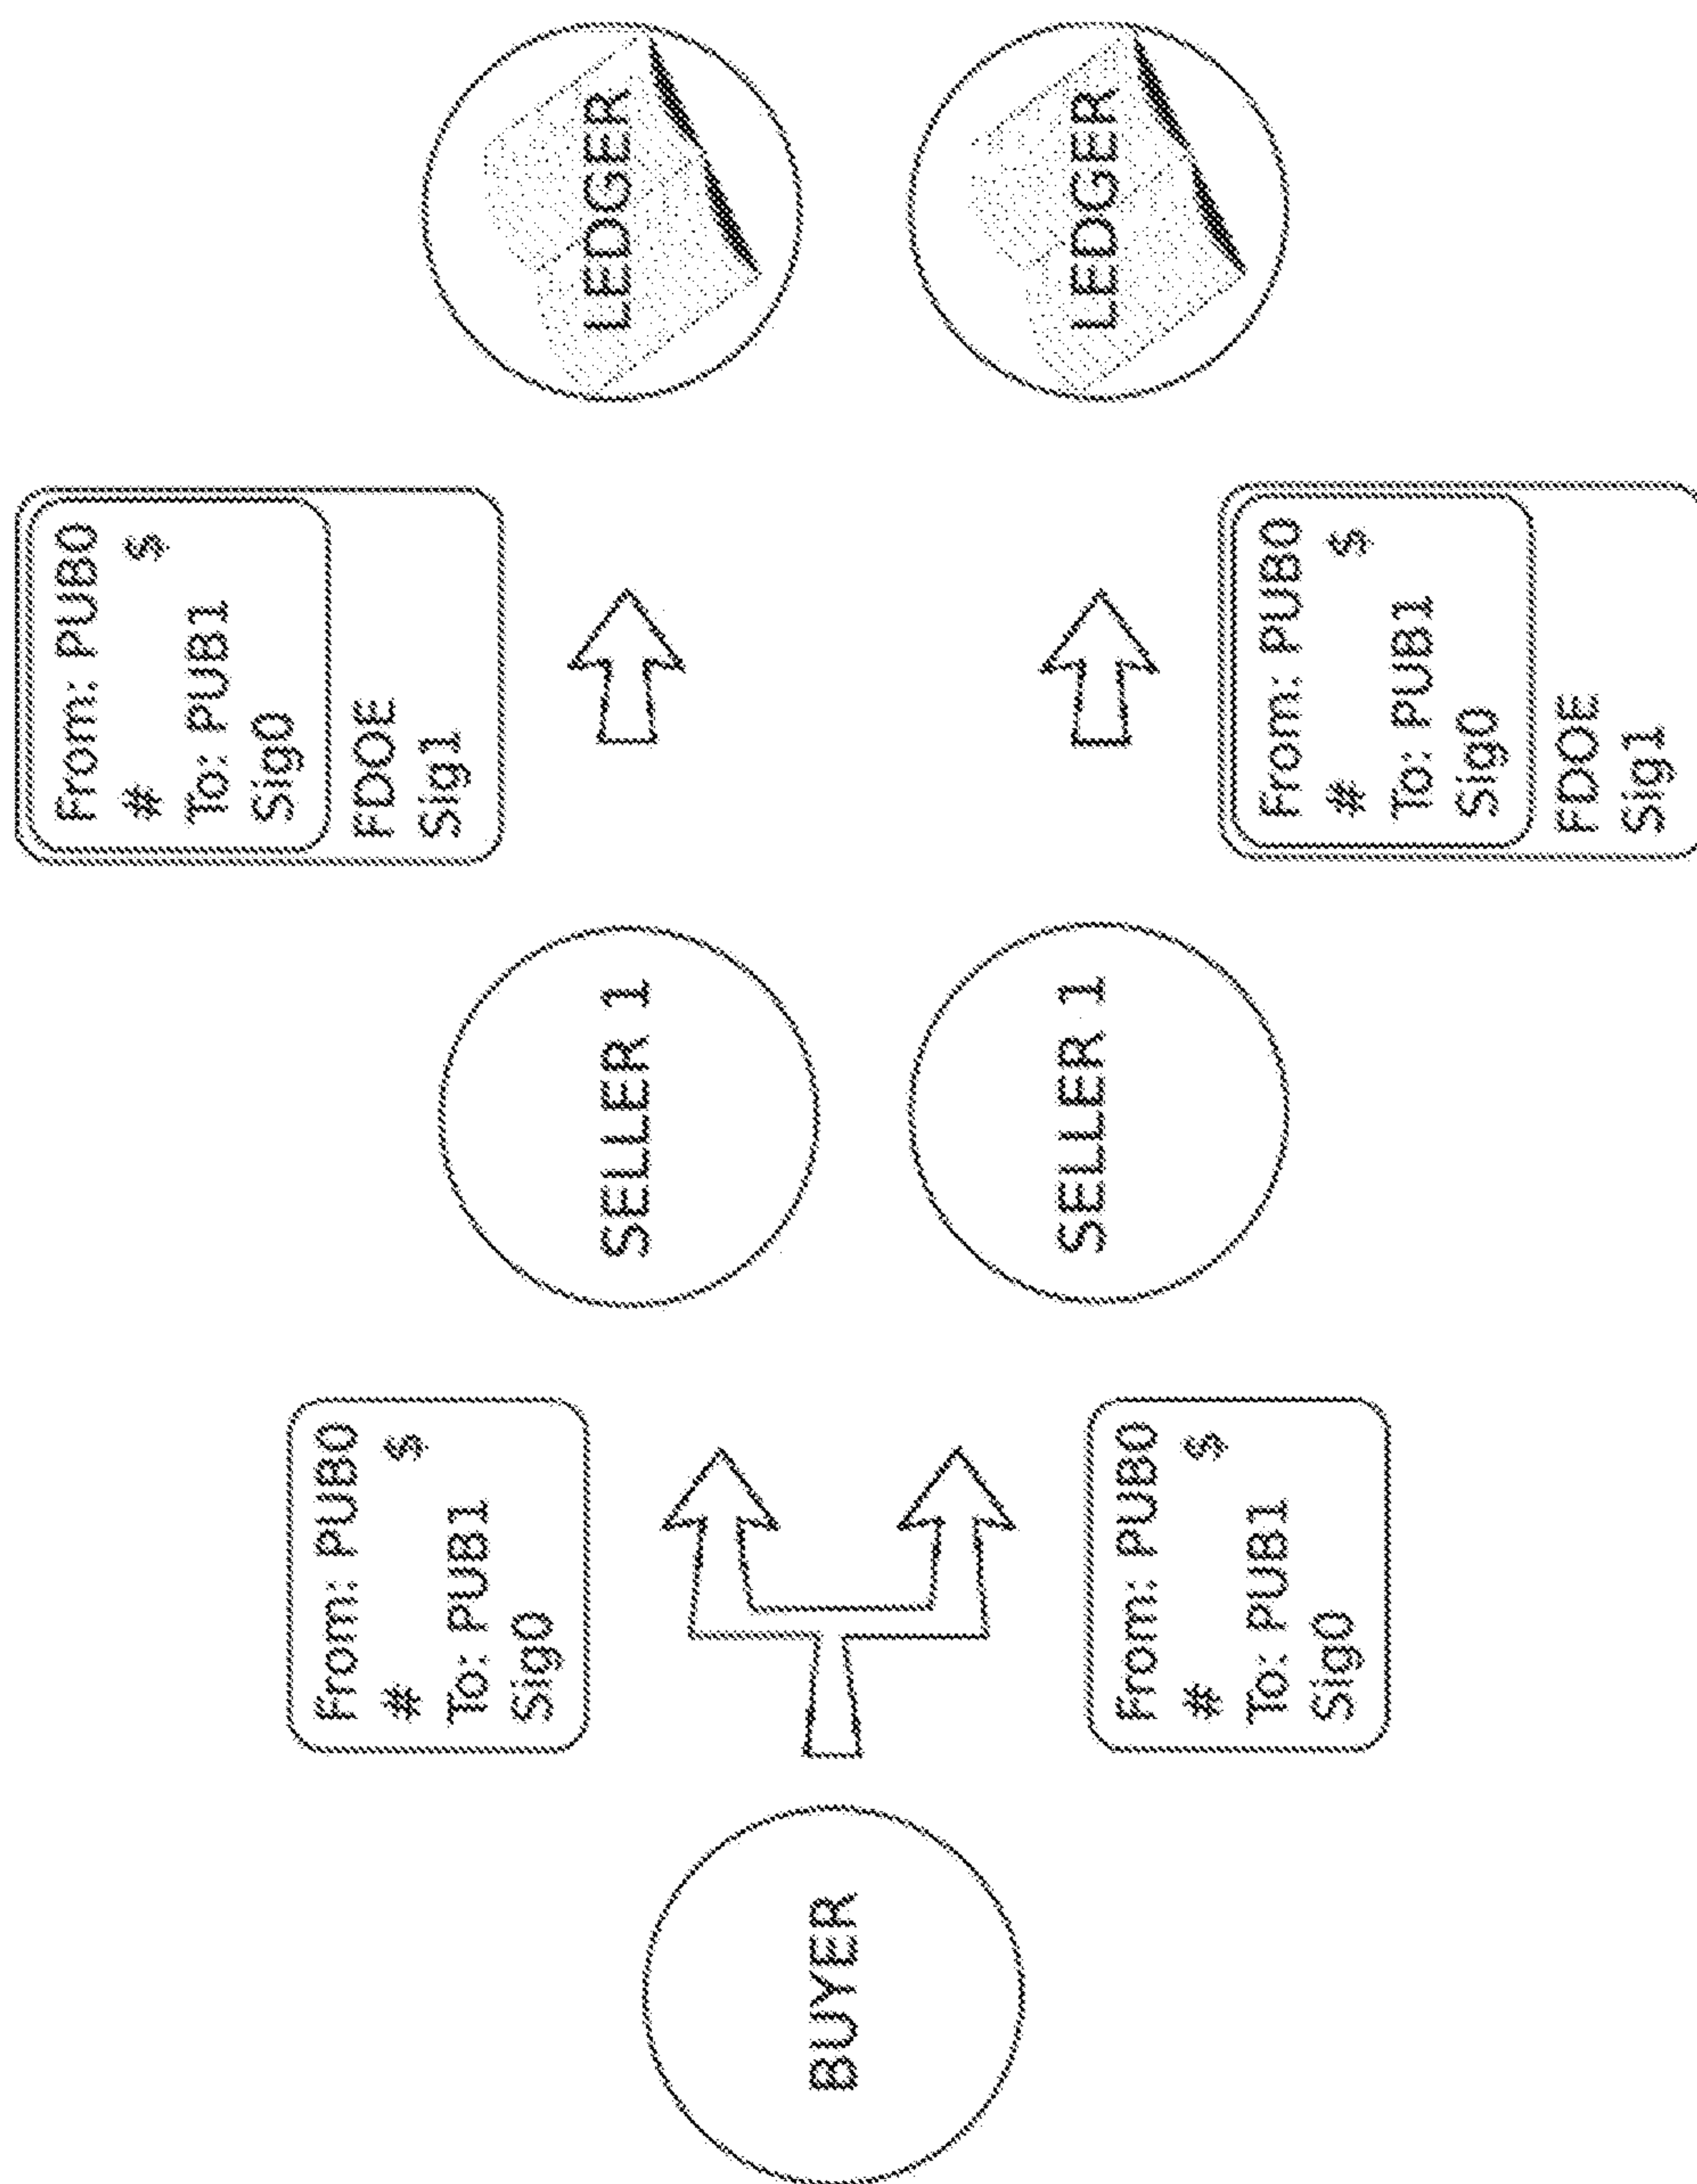 BUYER
From: PUB0
# $
To: PUB1
Sig0
From: PUB0
# $
To: PUB1
Sig0
SELLER 1
SELLER 1
From: PUB0
# $
To: PUB1
Sig0
FDOE
Sig1
From: PUB0
# $
To: PUB1
Sig0
FDOE
Sig1
LEDGER
LEDGER